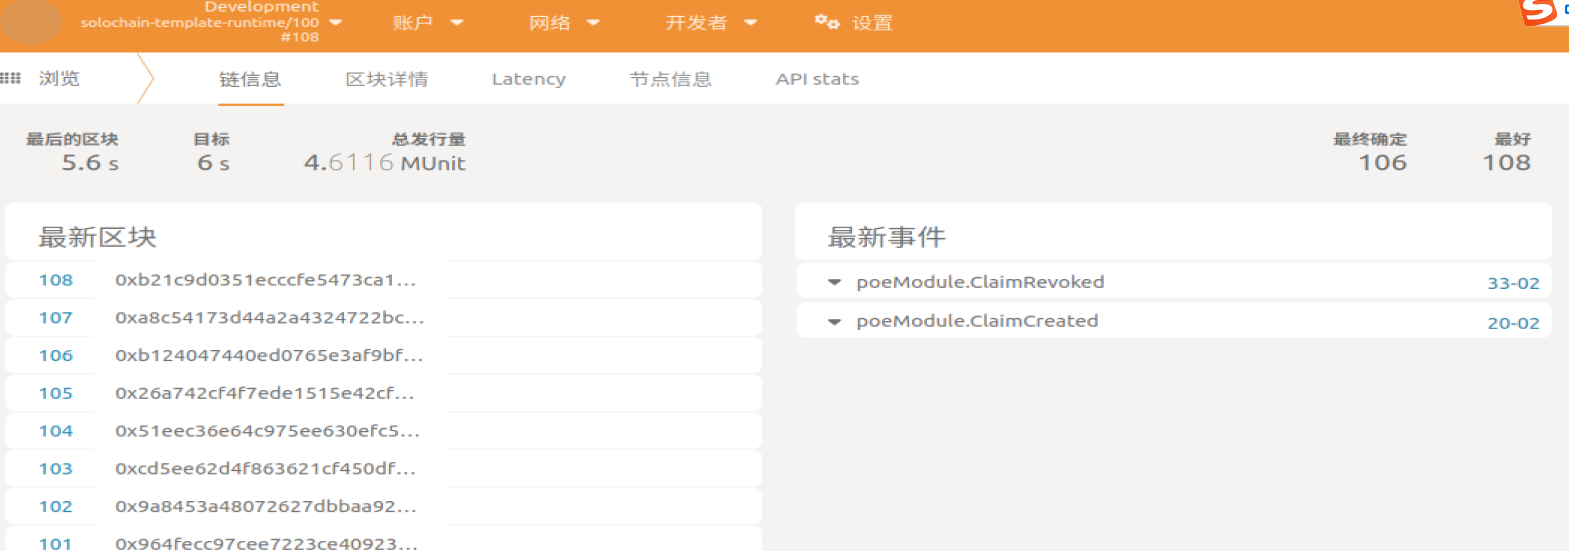 Development
solochain-template-runtime/100
#108
账户
网络
开发者
设置
浏览
链信息
区块详情
Latency
节点信息
API stats
最后的区块
5.6 s
目标
6 s
总发行量
4.6116 MUnit
最终确定
106
最好
108
最新区块
108 0xb21c9d0351ecccfe5473ca1...
107 0xa8c54173d44a2a4324722bc...
106 0xb124047440ed0765e3af9bf...
105 0x26a742cf4f7ede1515e42cf...
104 0x51eec36e64c975ee630efc5...
103 0xcd5ee62d4f863621cf450df...
102 0x9a8453a48072627dbbaa92...
101 0x964fecc97cee7223ce40923...
最新事件
poeModule.ClaimRevoked 33-02
poeModule.ClaimCreated 20-02